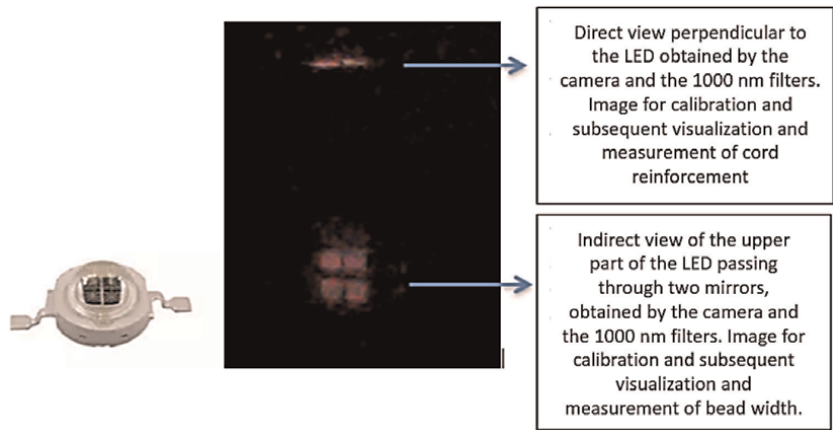 Direct view perpendicular to
the LED obtained by the
camera and the 1000 nm filters.
Image for calibration and
subsequent visualization and
measurement of cord
reinforcement
Indirect view of the upper
part of the LED passing
through two mirrors,
obtained by the camera and
the 1000 nm filters. Image for
calibration and subsequent
visualization and
measurement of bead width.